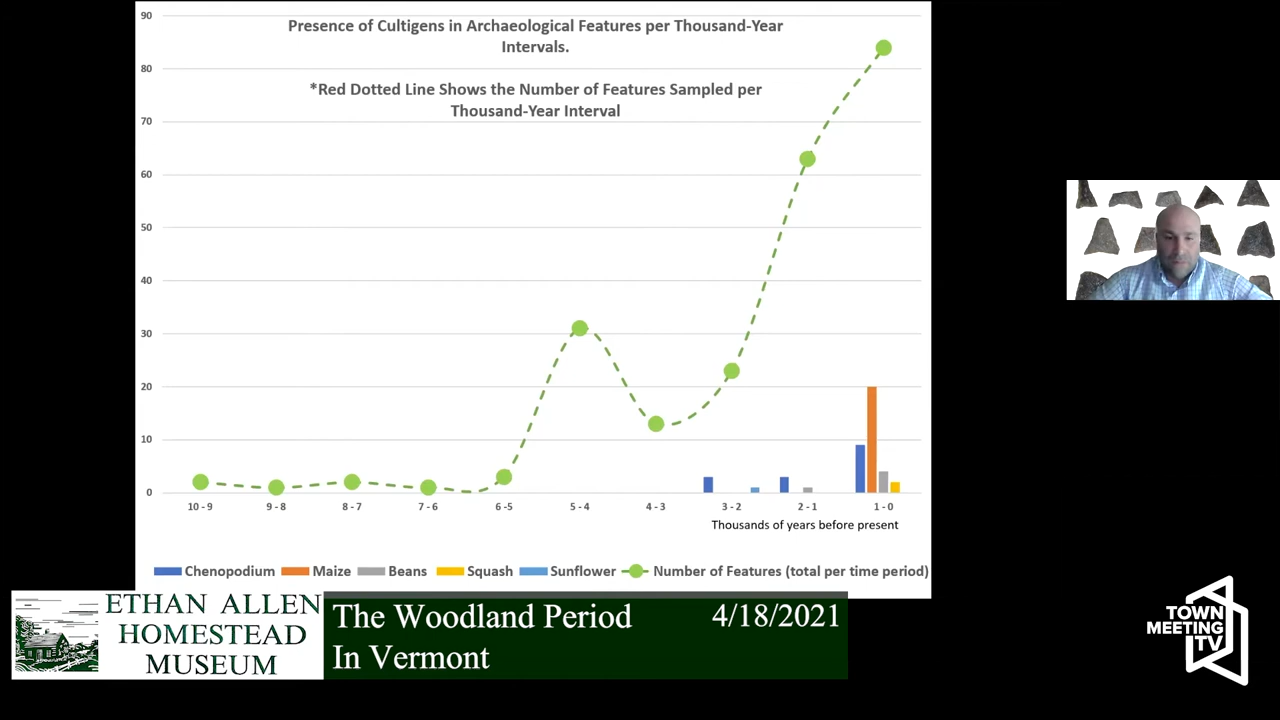 Presence of Cultigens in Archaeological Features per Thousand-Year
Intervals.
*Red Dotted Line Shows the Number of Features Sampled per
Thousand-Year Interval
90
80
70
60
50
40
30
20
10
0
10 - 9
9 - 8
8 - 7
7 - 6
6 - 5
5 - 4
4 - 3
3 - 2
2 - 1
1 - 0
Thousands of years before present
Chenopodium Maize Beans Squash Sunflower Number of Features (total per time period)
ETHAN ALLEN
HOMESTEAD
MUSEUM
The Woodland Period 4/18/2021
In Vermont
TOWN
MEETING
TV